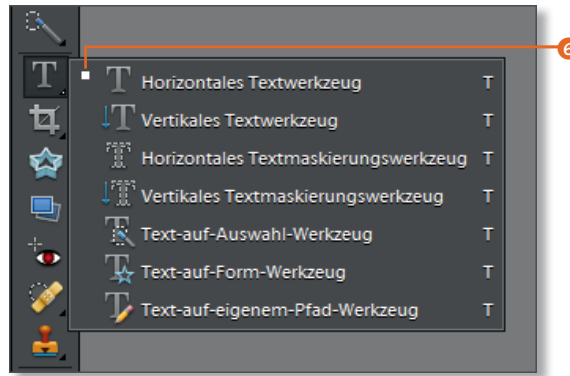 6
Horizontales Textwerkzeug T
Vertikales Textwerkzeug T
Horizontales Textmaskierungswerkzeug T
Vertikales Textmaskierungswerkzeug T
Text-auf-Auswahl-Werkzeug T
Text-auf-Form-Werkzeug T
Text-auf-eigenem-Pfad-Werkzeug T